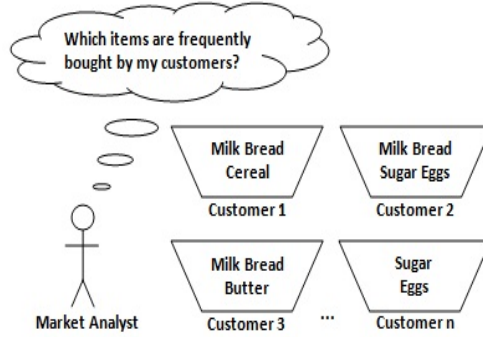 Which items are frequently
bought by my customers?
Milk Bread
Cereal
Customer 1
Milk Bread
Sugar Eggs
Customer 2
Milk Bread
Butter
Customer 3
...
Sugar
Eggs
Customer n
Market Analyst